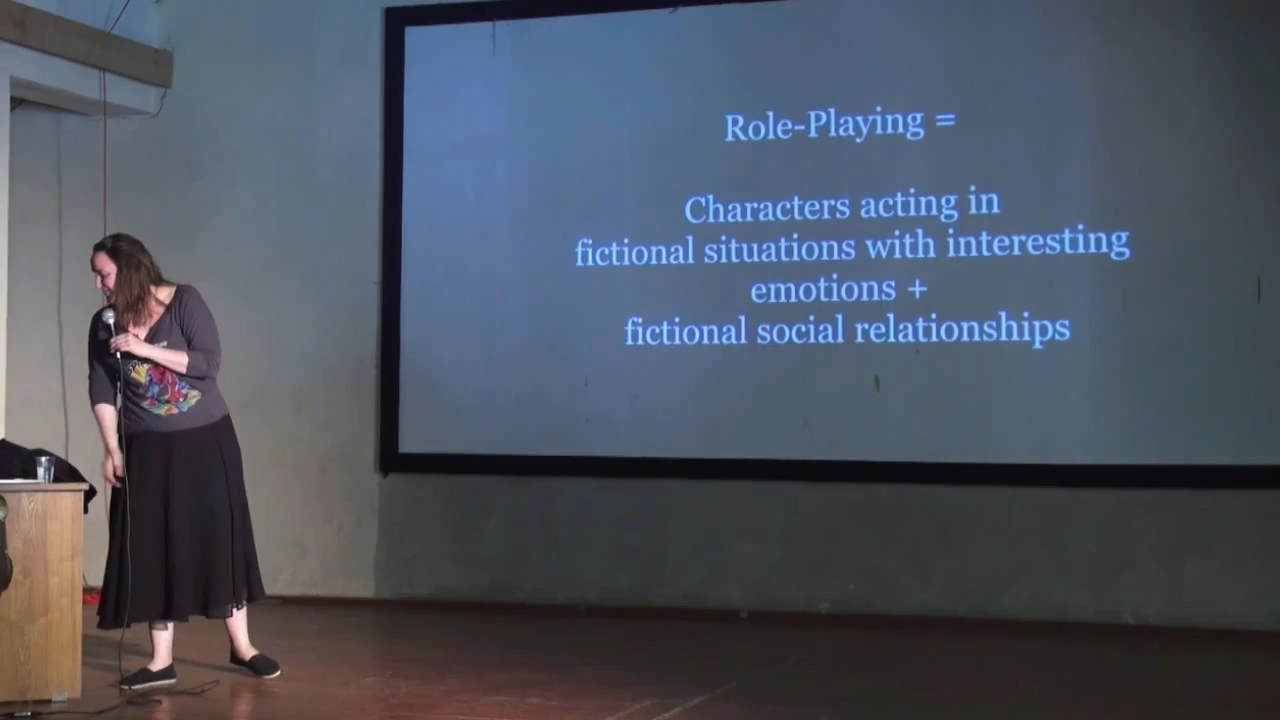 Role-Playing =
Characters acting in
fictional situations with interesting
emotions +
fictional social relationships